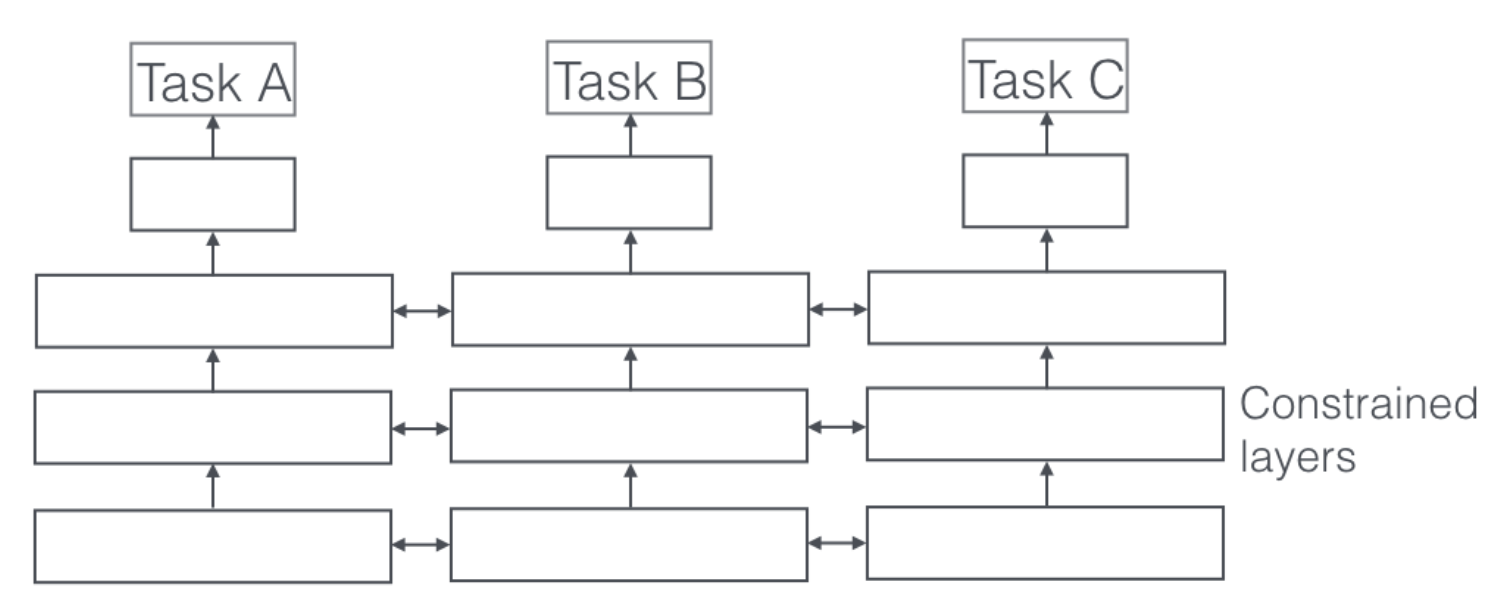 Task A
Task B
Task C
Constrained
layers